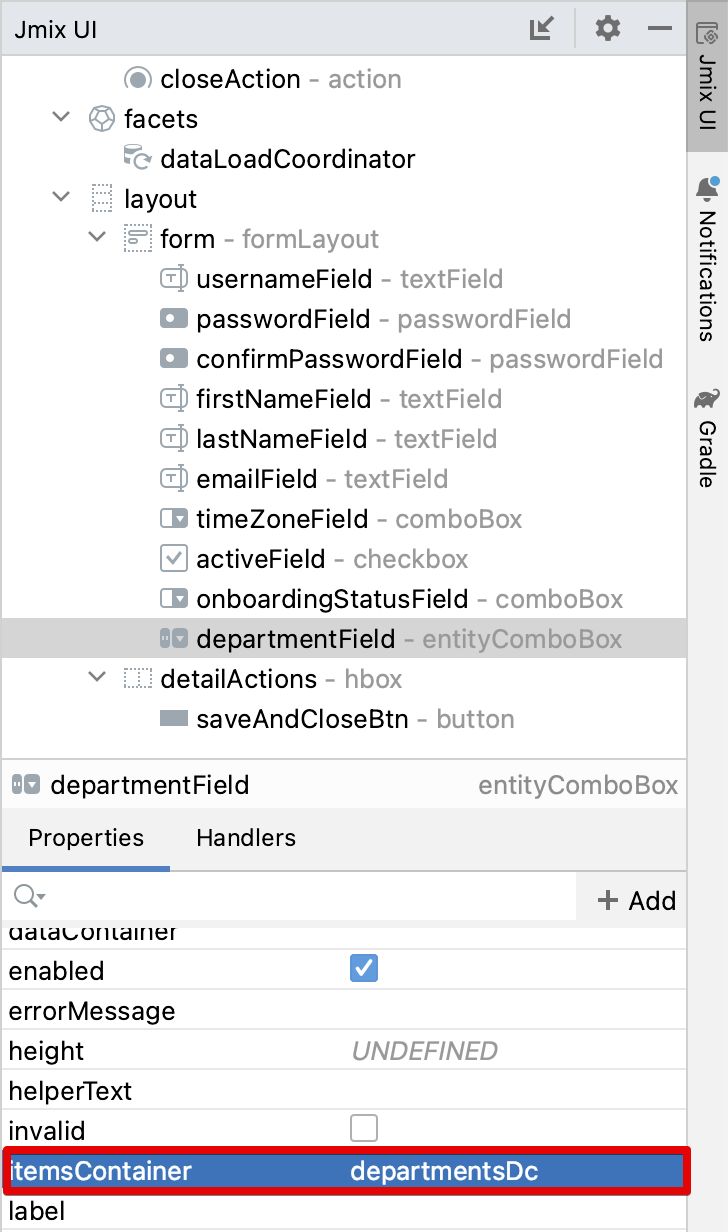 Jmix UI
closeAction - action
facets
dataLoadCoordinator
layout
form - formLayout
usernameField - textField
passwordField - passwordField
confirmPasswordField - passwordField
firstNameField - textField
lastNameField - textField
emailField - textField
timeZoneField - comboBox
activeField - checkbox
onboardingStatusField - comboBox
departmentField - entityComboBox
detailActions - hbox
saveAndCloseBtn - button
departmentField entityComboBox
Properties Handlers
+ Add
dataContainer
enabled
errorMessage
height UNDEFINED
helperText
invalid
itemsContainer departmentsDc
label
Jmix UI
Notifications
Gradle